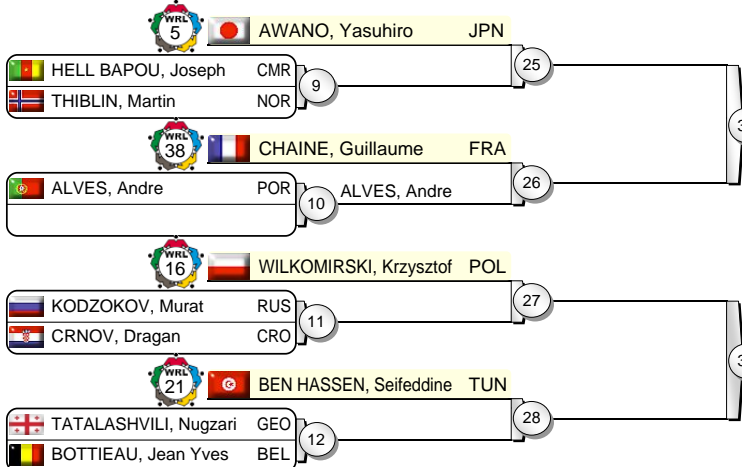 WRL
5 AWANO, Yasuhiro JPN
25
HELL BAPOU, Joseph CMR
9
THIBLIN, Martin NOR
3
WRL
38 CHAINE, Guillaume FRA
26
ALVES, Andre POR
10 ALVES, Andre
WRL
16 WILKOMIRSKI, Krzysztof POL
27
KODZOKOV, Murat RUS
11
CRNOV, Dragan CRO
3
WRL
21 BEN HASSEN, Seifeddine TUN
28
TATALASHVILI, Nugzari GEO
12
BOTTIEAU, Jean Yves BEL